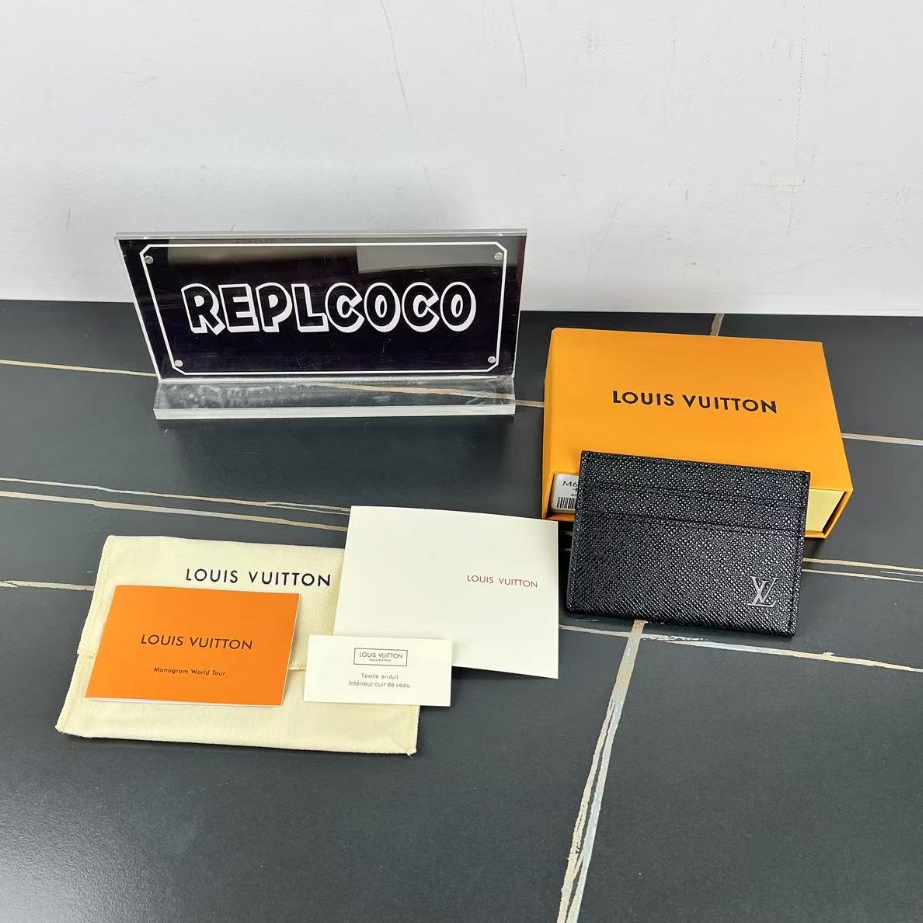 REPLCOCO
LOUIS VUITTON
LV
LOUIS VUITTON
LOUIS VUITTON
LOUIS VUITTON
Monogram World Tour
LOUIS VUITTON
Textile enduit
Intérieur cuir de veau